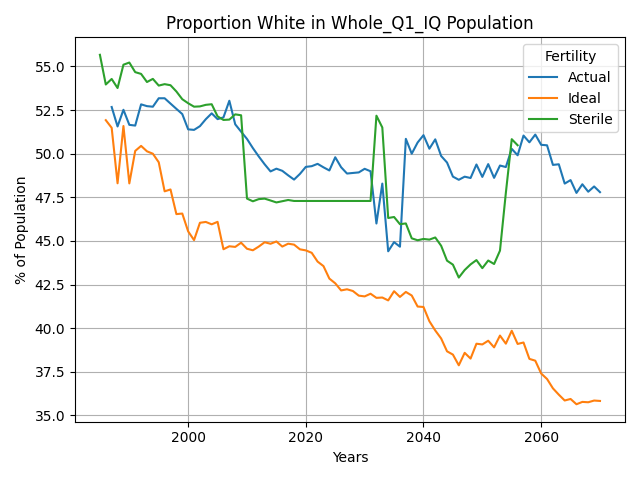 Proportion White in Whole_Q1_IQ Population
Fertility
Actual
Ideal
Sterile
% of Population
55.0
52.5
50.0
47.5
45.0
42.5
40.0
37.5
35.0
2000
2020
2040
2060
Years